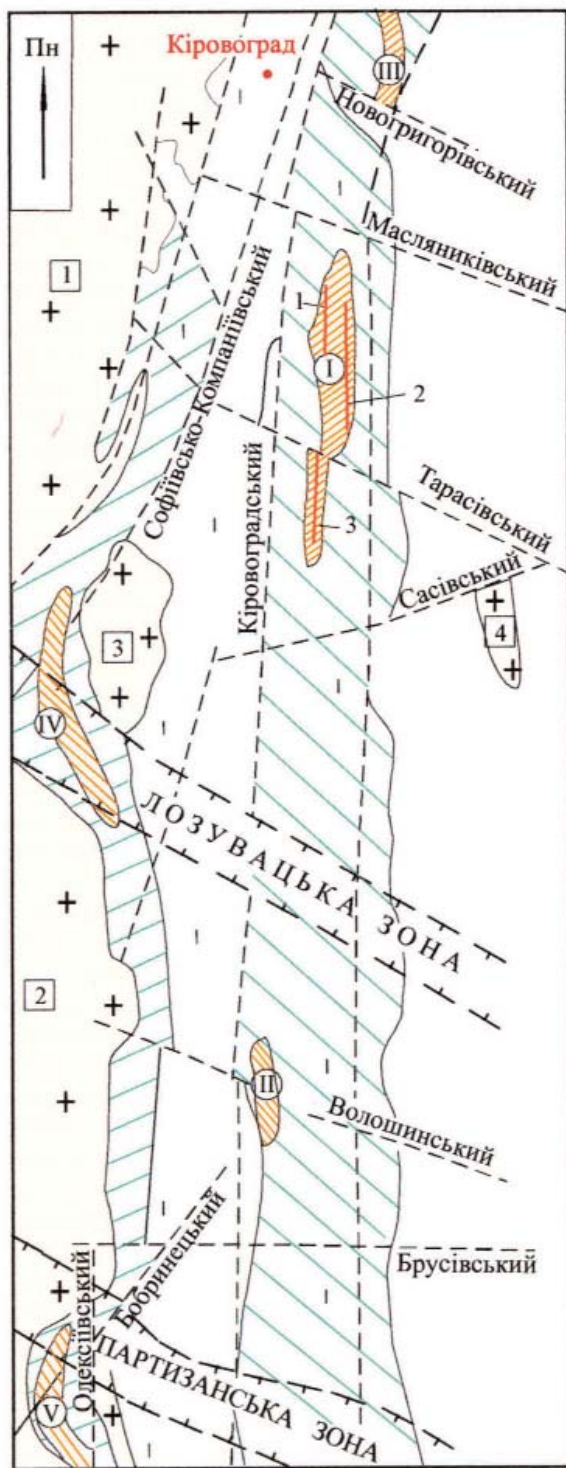 Пн
Кіровоград
III
Новогригорівський
Масляниківський
1
1
I
2
Софіївсько-Компаніївський
Кіровоградський
Тарасівський
3
Сасівський
3
4
IV
ЛОЗУВАЦЬКА ЗОНА
2
II
Волошинський
Бобринецький
Брусівський
Олексіївський
ПАРТИЗАНСЬКА ЗОНА
V